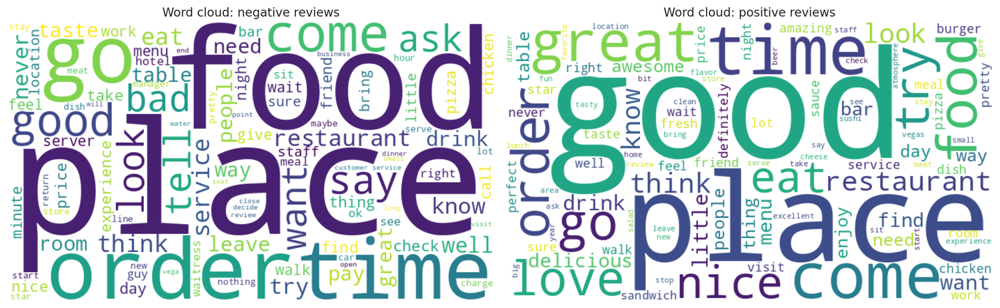 Word cloud: negative reviews
stay
taste
work
eat
bar
come
ask
business
hour
never
location
go
menu
hotel
end
food
need
meat
table
manager
take
feel
dish
will
bad
people
night
pretty
point
sit
wait
sure
friend
bring
little
pizza
chicken
good
server
look
water
tell
maybe
serve
give
restaurant
drink
lot
experience
service
way
staff
meal
dinner
small
customer service
want
say
right
call
place
return
price
store
minute
line
seat
close
decide
review
thing
ok
long
see
know
visit
room
think
leave
find
great
check
well
order
time
waitress
car
open
pay
start
nice
star
new
guy
day
vega
nothing
walk
try
charge
Word cloud: positive reviews
dinner
table
great
favorite
location
price
night
amazing
staff
look
burger
time
beer
check
right
awesome
flavor
fun
bit
store
star
never
order
good
tasty
clean
wait
fresh
bring
definitely
lot
sauce
see
bar
sushi
atmosphere
try
meal
stay
pizza
food
give
pretty
vegas
small
day
way
meat
dish
taste
know
well
home
review
feel
friend
serve
say
cheese
take
service
lunch
perfect
area
ask
drink
think
eat
restaurant
go
year
salad
place
leave
new
little
people
thing
menu
excellent
enjoy
find
sit
need
start
room
experience
sure
walk
delicious
big
love
stop
sandwich
nice
visit
come
chicken
want
work